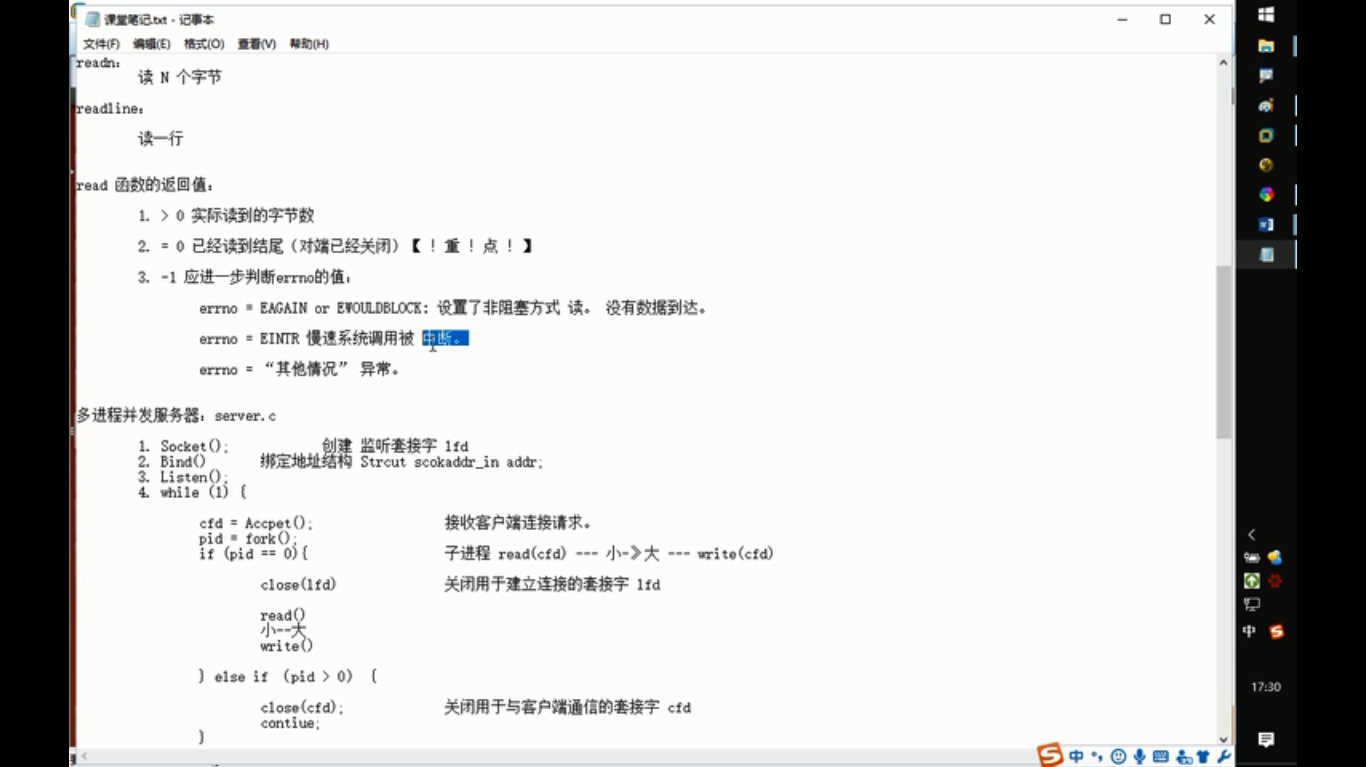 课堂笔记.txt - 记事本
文件(F) 编辑(E) 格式(O) 查看(V) 帮助(H)
readn:
读 N 个字节
readline:
读一行
read 函数的返回值:
1. > 0 实际读到的字节数
2. = 0 已经读到结尾（对端已经关闭）【 ！重 ！点 ！】
3. -1 应进一步判断errno的值:
errno = EAGAIN or EWOULDBLOCK: 设置了非阻塞方式 读。 没有数据到达。
errno = EINTR 慢速系统调用被 中断。
errno = “其他情况” 异常。
多进程并发服务器: server.c
1. Socket(); 创建 监听套接字 lfd
2. Bind() 绑定地址结构 Strcut scokaddr_in addr;
3. Listen();
4. while (1) {
cfd = Accpet(); 接收客户端连接请求。
pid = fork();
if (pid == 0){ 子进程 read(cfd) --- 小-》大 --- write(cfd)
close(lfd) 关闭用于建立连接的套接字 lfd
read()
小--大
write()
} else if （pid > 0） {
close(cfd); 关闭用于与客户端通信的套接字 cfd
contiue;
}
中
17:30
中